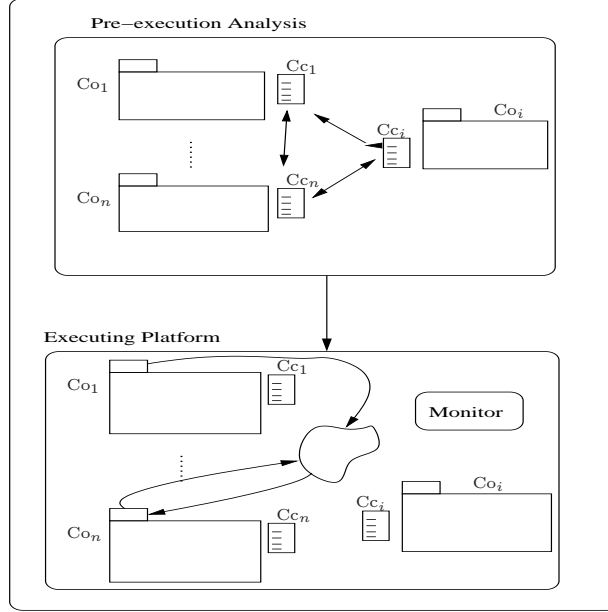 Pre−execution Analysis
Co₁
Cc₁
Coᵢ
Ccᵢ
Coₙ
Ccₙ
Executing Platform
Co₁
Cc₁
Monitor
Coₙ
Ccₙ
Ccᵢ
Coᵢ